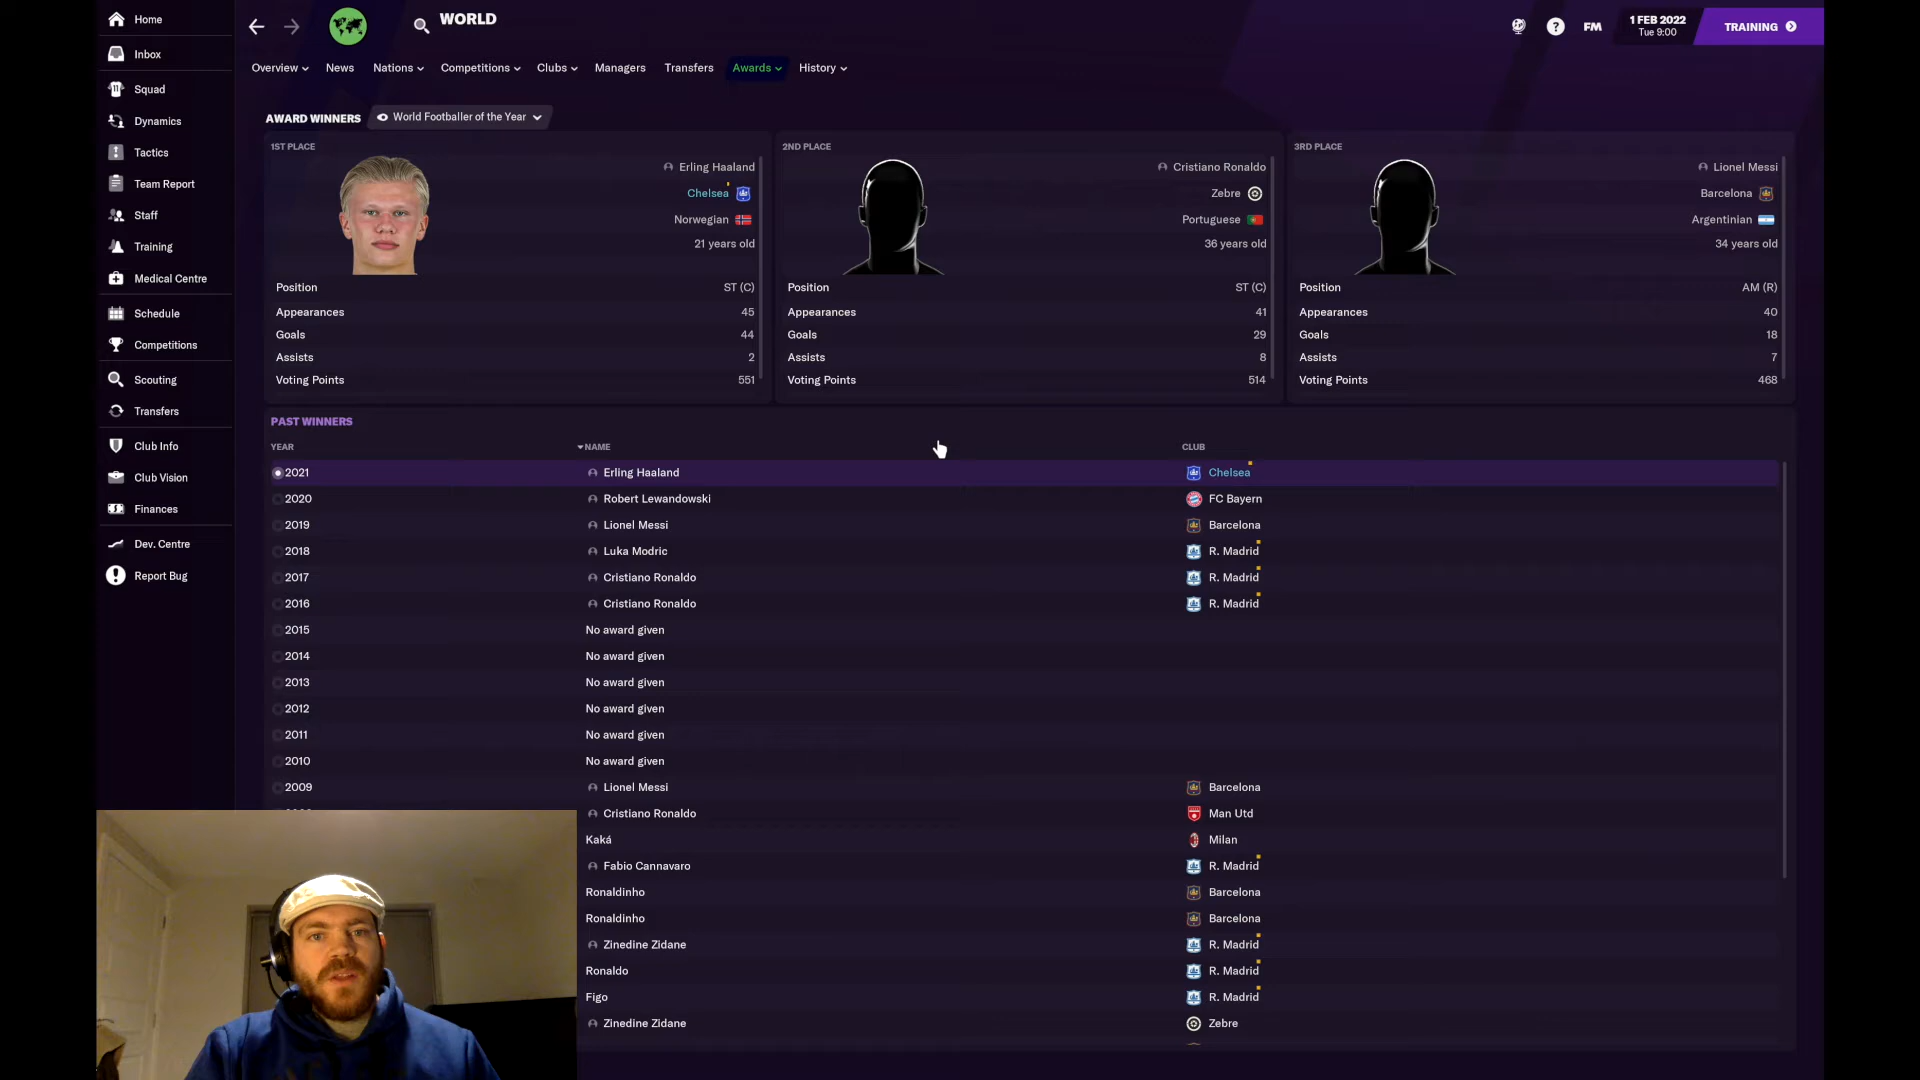 Home
Inbox
Squad
Dynamics
Tactics
Team Report
Staff
Training
Medical Centre
Schedule
Competitions
Scouting
Transfers
Club Info
Club Vision
Finances
Dev. Centre
Report Bug
WORLD
FM
1 FEB 2022
Tue 9:00
TRAINING
Overview News Nations Competitions Clubs Managers Transfers Awards History
AWARD WINNERS World Footballer of the Year
1ST PLACE
Erling Haaland
Chelsea
Norwegian
21 years old
Position ST (C)
Appearances 45
Goals 44
Assists 2
Voting Points 551
2ND PLACE
Cristiano Ronaldo
Zebre
Portuguese
36 years old
Position ST (C)
Appearances 41
Goals 29
Assists 8
Voting Points 514
3RD PLACE
Lionel Messi
Barcelona
Argentinian
34 years old
Position AM (R)
Appearances 40
Goals 18
Assists 7
Voting Points 468
PAST WINNERS
YEAR NAME CLUB
2021 Erling Haaland Chelsea
2020 Robert Lewandowski FC Bayern
2019 Lionel Messi Barcelona
2018 Luka Modric R. Madrid
2017 Cristiano Ronaldo R. Madrid
2016 Cristiano Ronaldo R. Madrid
2015 No award given
2014 No award given
2013 No award given
2012 No award given
2011 No award given
2010 No award given
2009 Lionel Messi Barcelona
Cristiano Ronaldo Man Utd
Kaká Milan
Fabio Cannavaro R. Madrid
Ronaldinho Barcelona
Ronaldinho Barcelona
Zinedine Zidane R. Madrid
Ronaldo R. Madrid
Figo R. Madrid
Zinedine Zidane Zebre